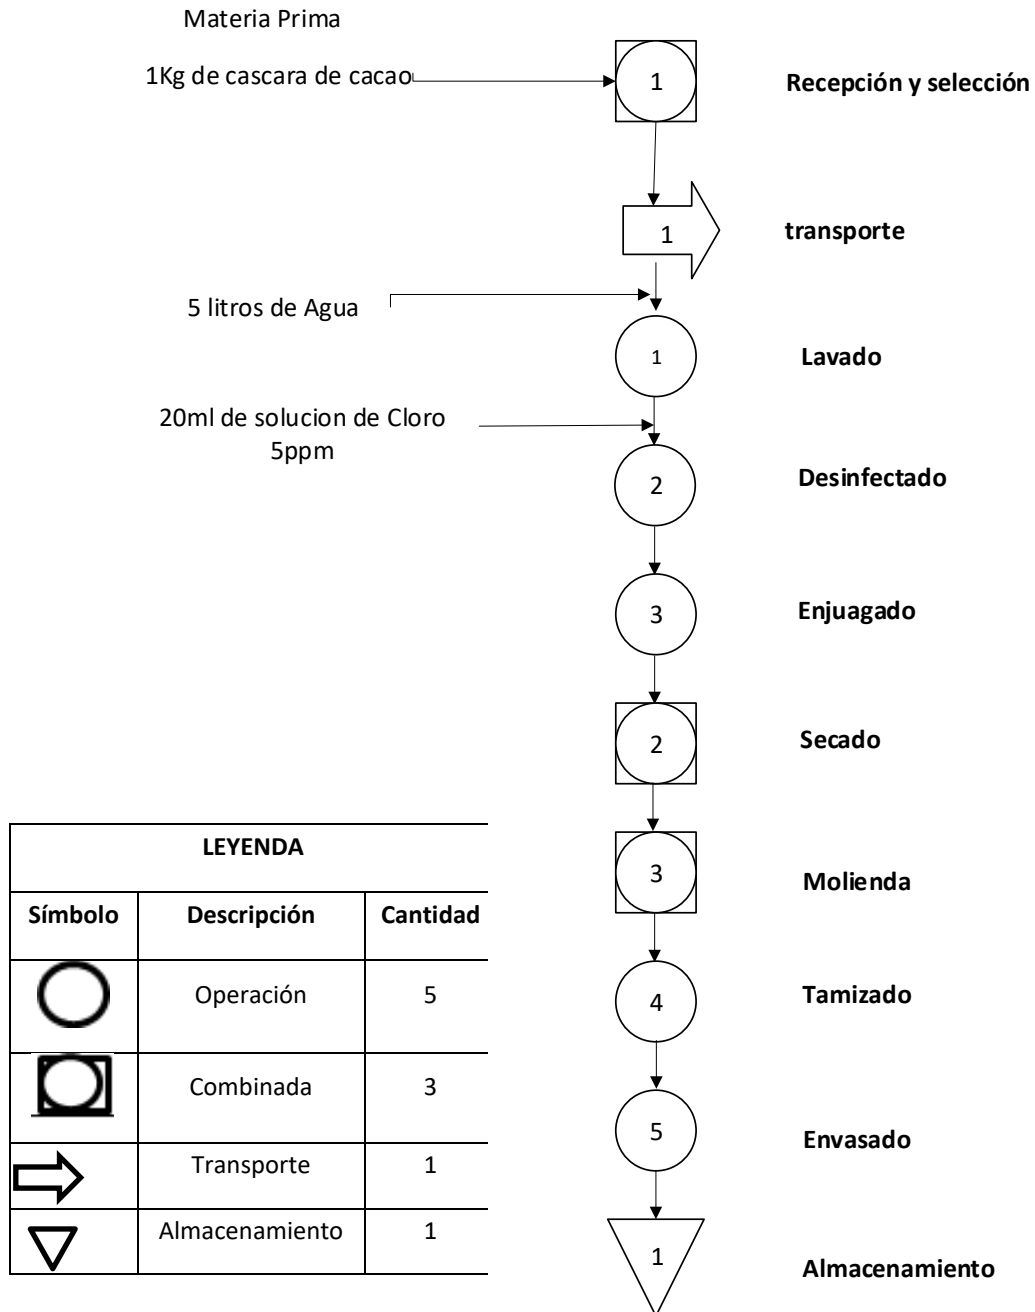 Materia Prima
1Kg de cascara de cacao
1
Recepción y selección
1
transporte
5 litros de Agua
1
Lavado
20ml de solucion de Cloro
5ppm
2
Desinfectado
3
Enjuagado
2
Secado
3
Molienda
4
Tamizado
5
Envasado
1
Almacenamiento
LEYENDA
Símbolo Descripción Cantidad
Operación 5
Combinada 3
Transporte 1
Almacenamiento 1